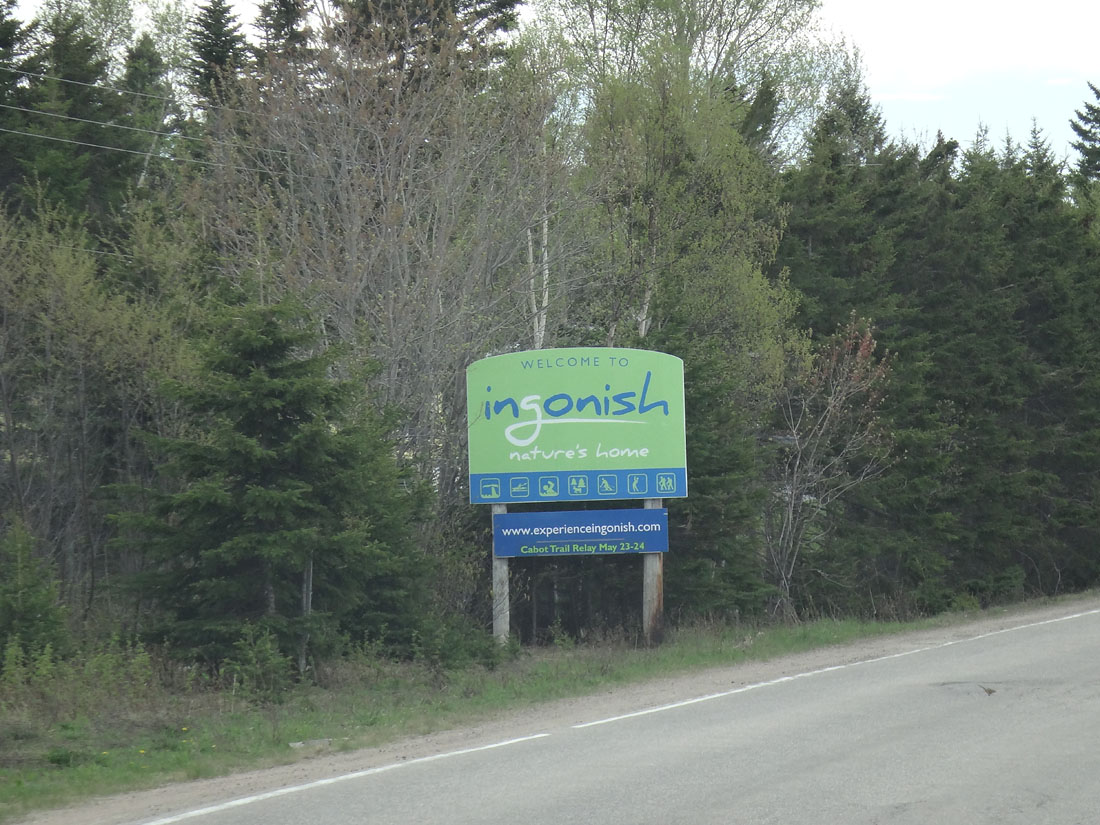 WELCOME TO
ingonish
nature's home
www.experienceingonish.com
Cabot Trail Relay May 23-24